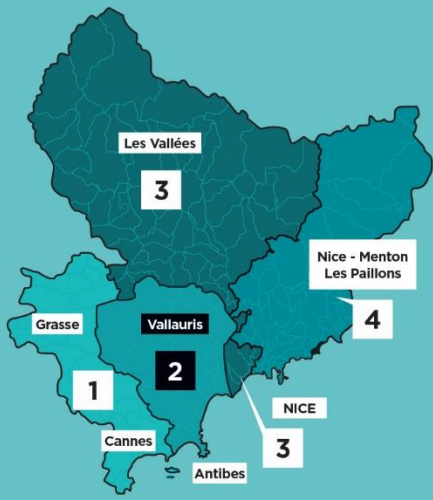 Les Vallées
3
Nice - Menton
Les Paillons
4
Grasse
Vallauris
1
2
NICE
3
Cannes
Antibes